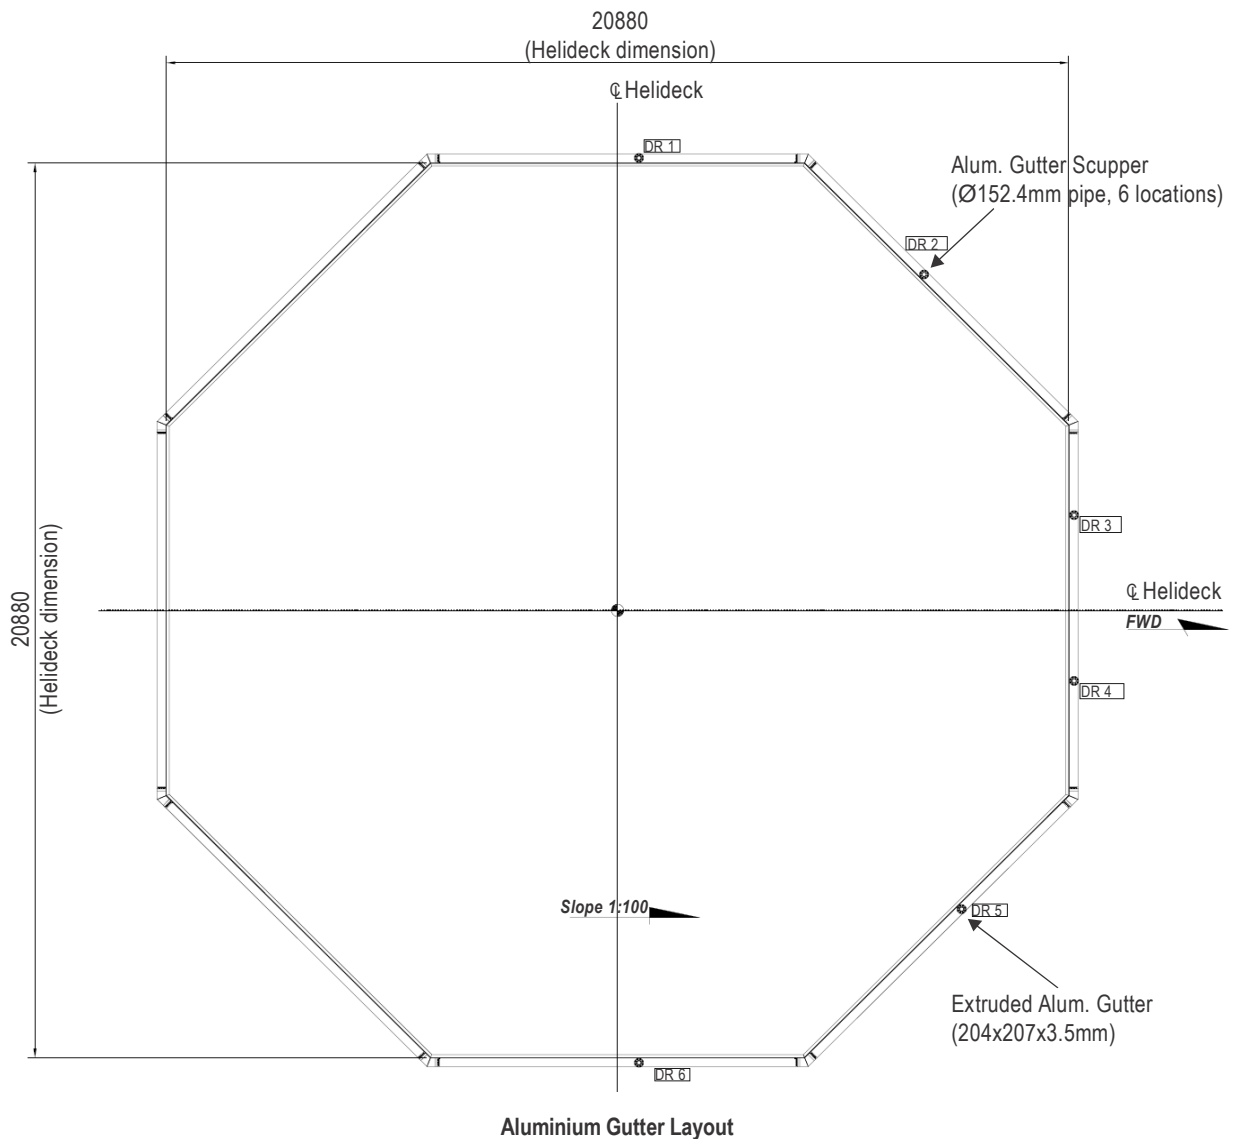 20880
(Helideck dimension)
℄ Helideck
DR 1
Alum. Gutter Scupper
(Ø152.4mm pipe, 6 locations)
DR 2
DR 3
20880
(Helideck dimension)
℄ Helideck
FWD
DR 4
Slope 1:100
DR 5
Extruded Alum. Gutter
(204x207x3.5mm)
DR 6
Aluminium Gutter Layout